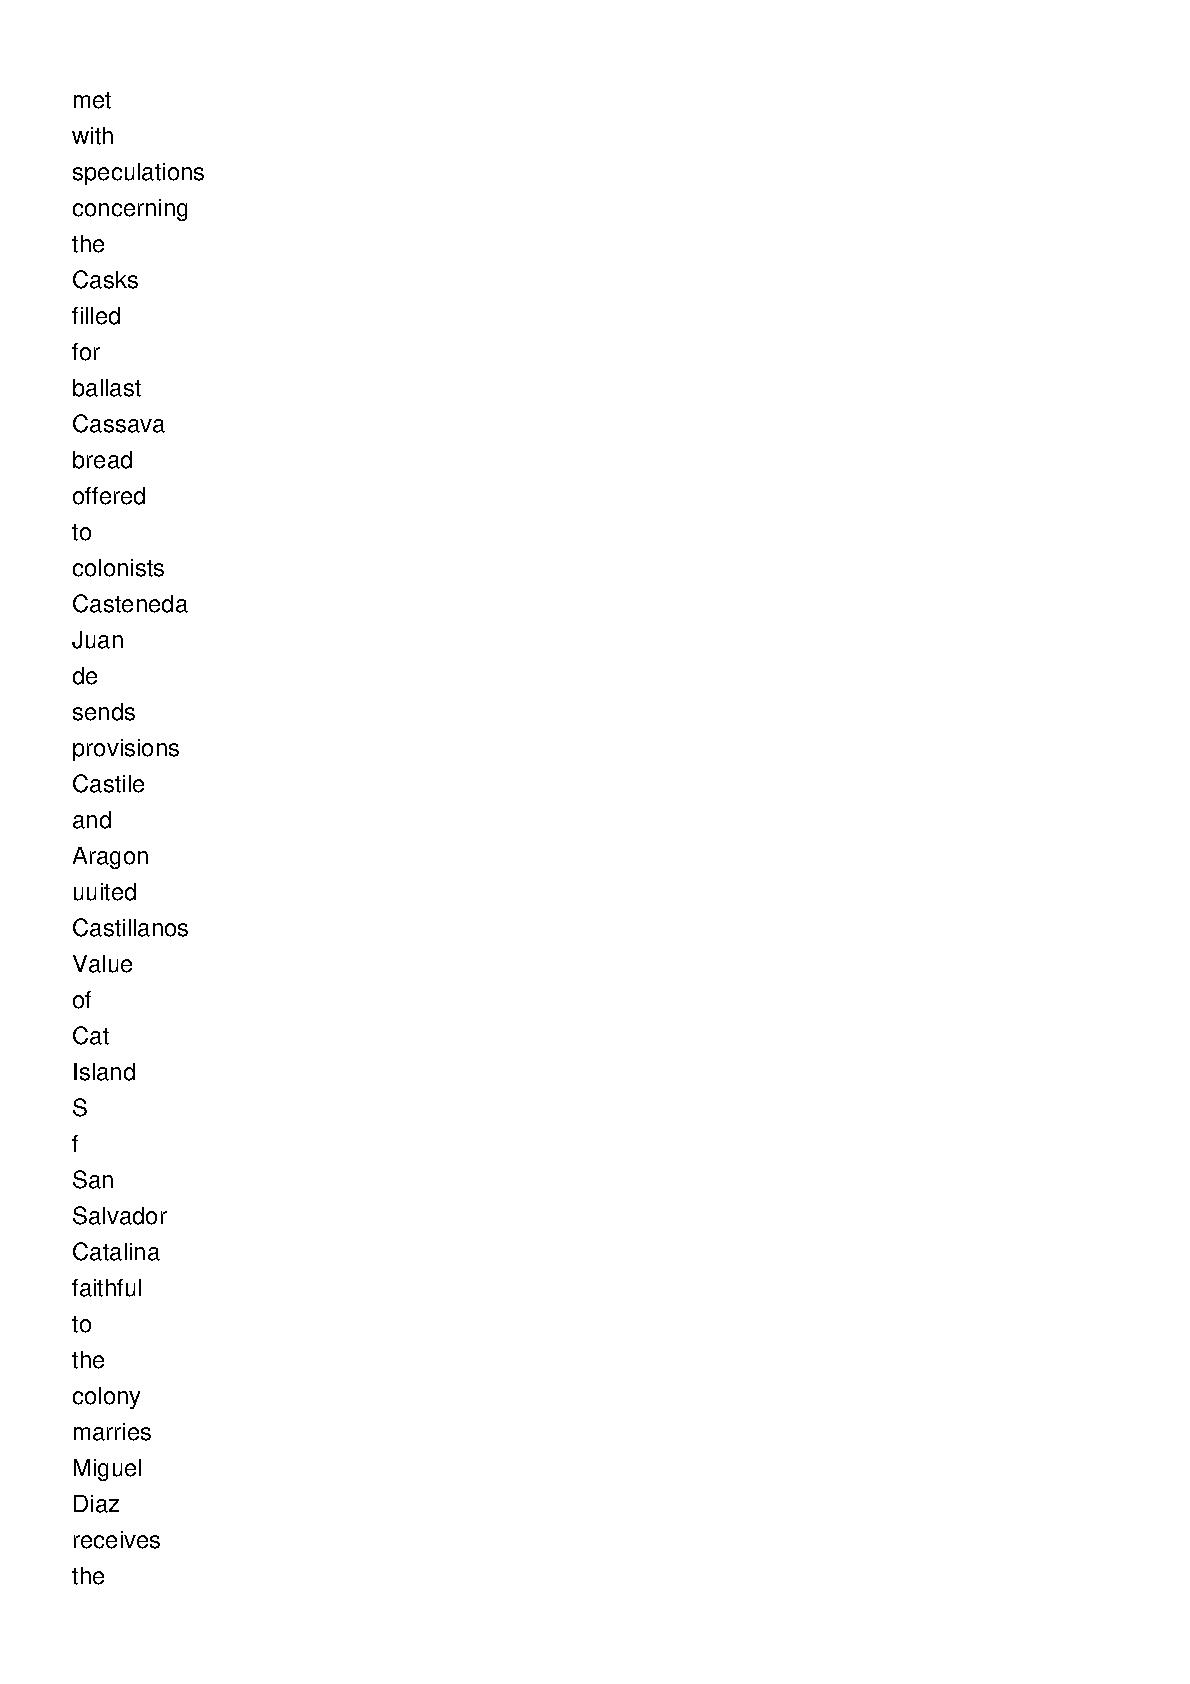 met
with
speculations
concerning
the
Casks
filled
for
ballast
Cassava
bread
offered
to
colonists
Casteneda
Juan
de
sends
provisions
Castile
and
Aragon
uuited
Castillanos
Value
of
Cat
Island
S
f
San
Salvador
Catalina
faithful
to
the
colony
marries
Miguel
Diaz
receives
the